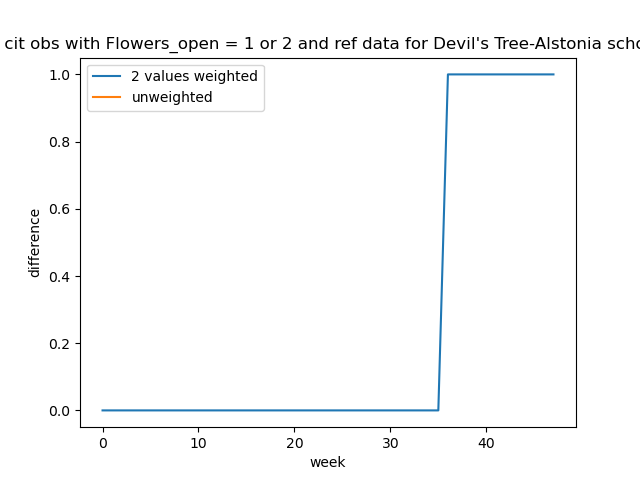 cit obs with Flowers_open = 1 or 2 and ref data for Devil's Tree-Alstonia
2 values weighted
unweighted
1.0
0.8
0.6
0.4
0.2
0.0
difference
0
10
20
30
40
week